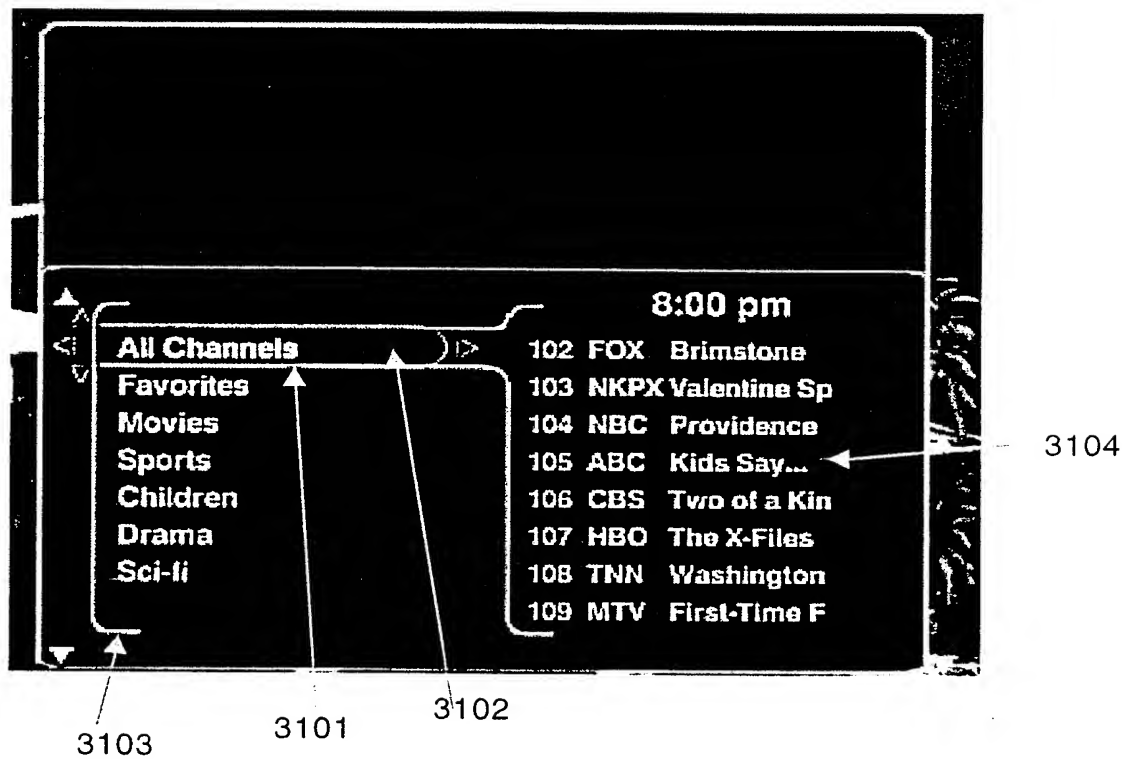 8:00 pm
All Channels
Favorites
Movies
Sports
Children
Drama
Sci-fi
102 FOX Brimstone
103 NKPX Valentine Sp
104 NBC Providence
105 ABC Kids Say...
106 CBS Two of a Kin
107 HBO The X-Files
108 TNN Washington
109 MTV First-Time F
3104
3103
3101
3102